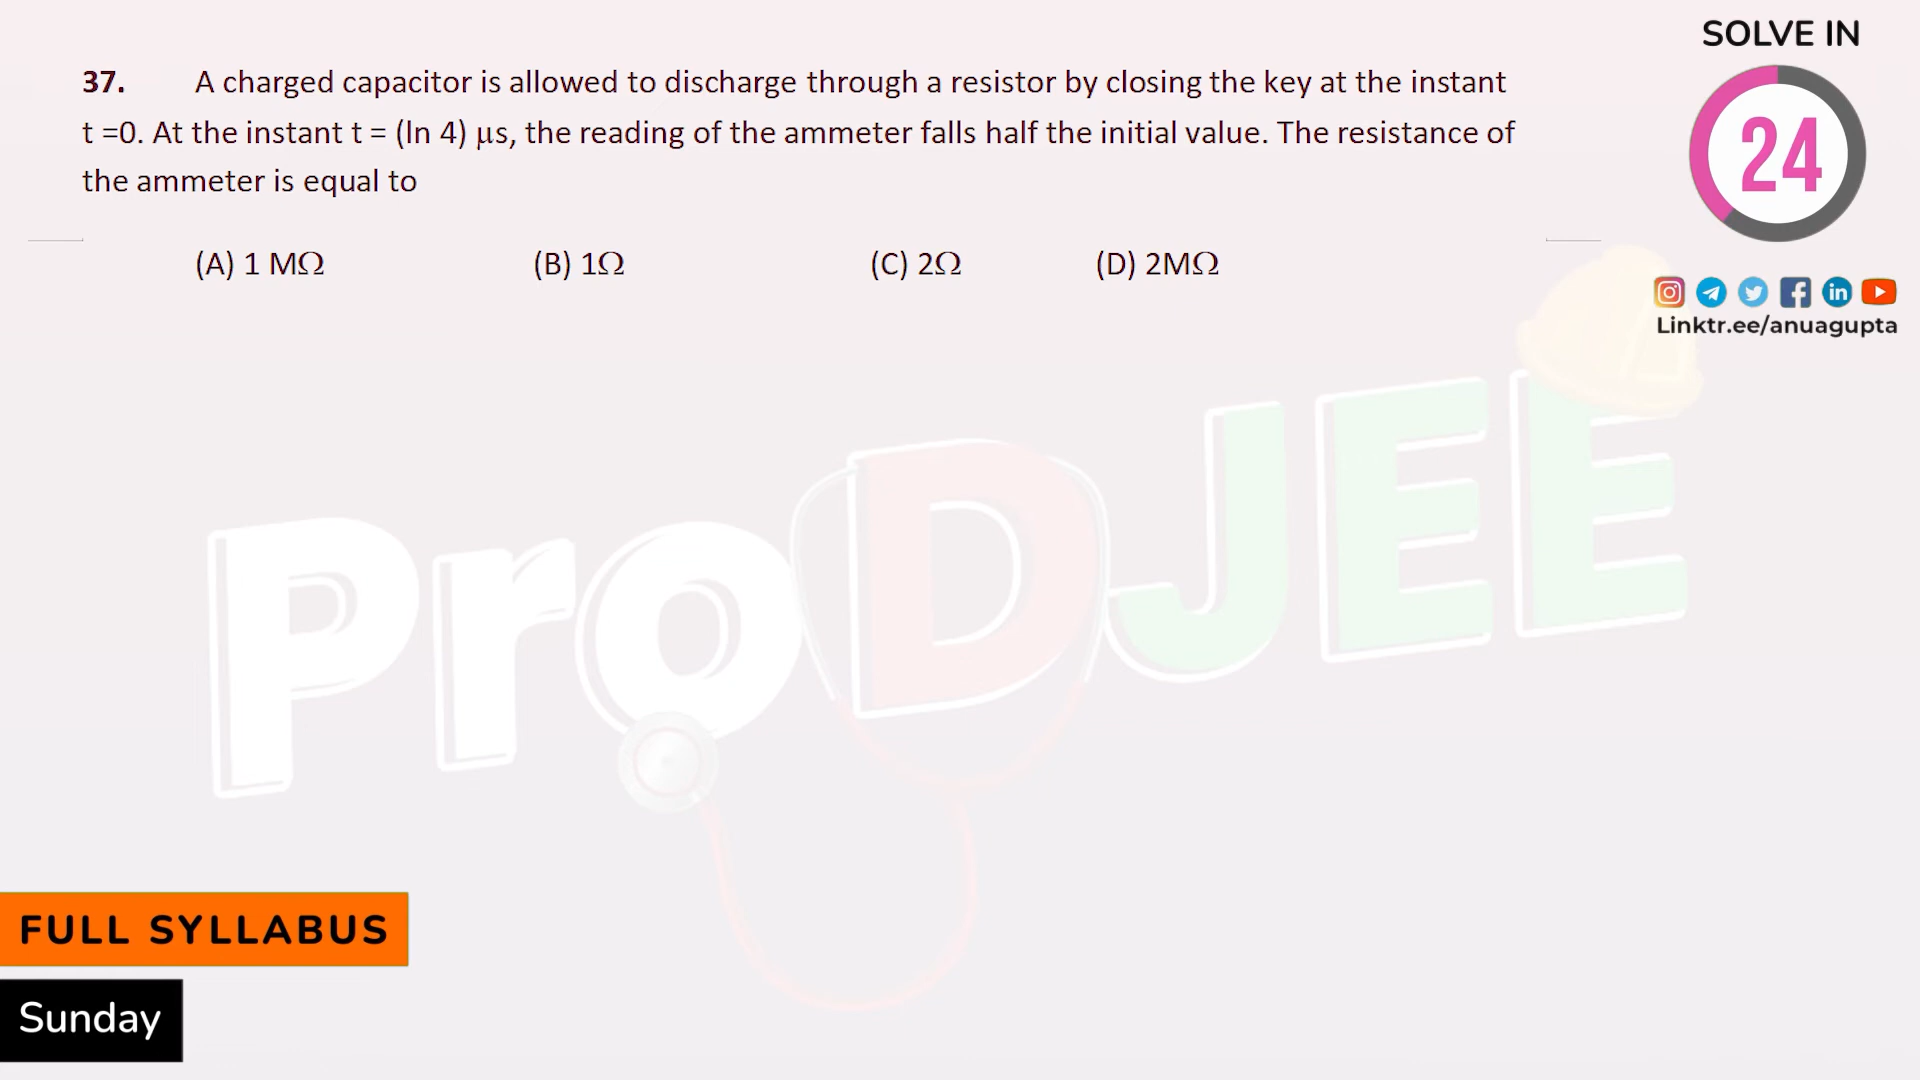 SOLVE IN
24
37. A charged capacitor is allowed to discharge through a resistor by closing the key at the instant
t =0. At the instant t = (ln 4) μs, the reading of the ammeter falls half the initial value. The resistance of
the ammeter is equal to
(A) 1 MΩ (B) 1Ω (C) 2Ω (D) 2MΩ
Linktr.ee/anuagupta
ProDJEE
FULL SYLLABUS
Sunday